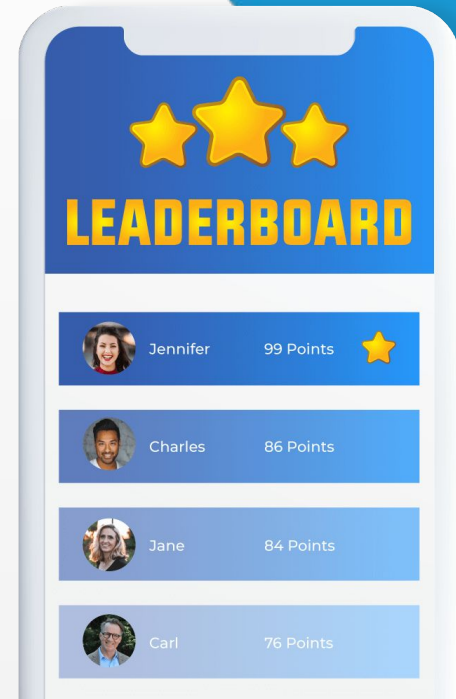 LEADERBOARD
Jennifer 99 Points
Charles 86 Points
Jane 84 Points
Carl 76 Points